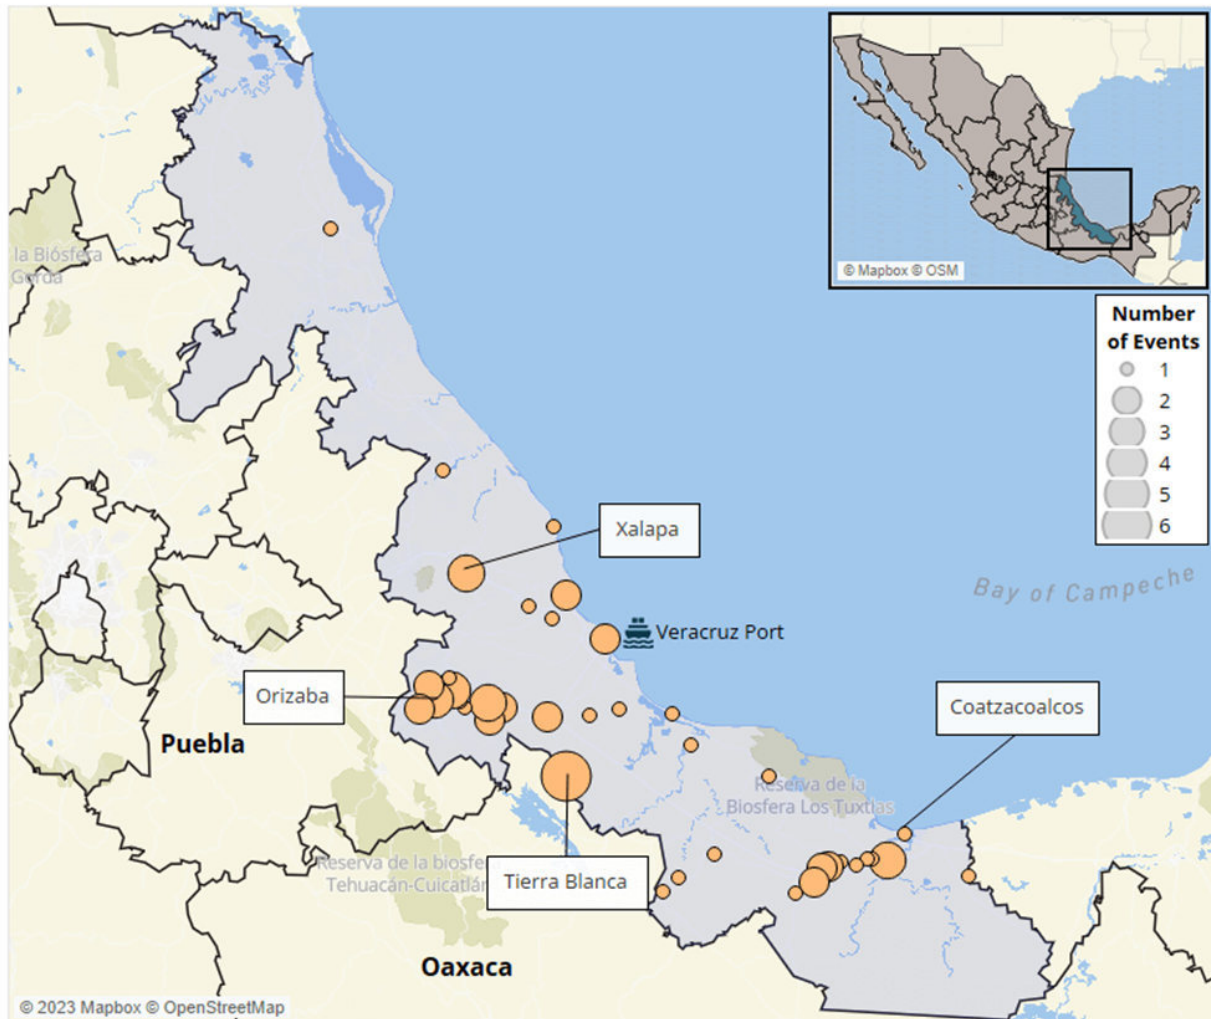 © Mapbox © OSM
la Biósfera
Gorda
Number
of Events
1
2
3
4
5
6
Xalapa
Bay of Campeche
Veracruz Port
Orizaba
Coatzacoalcos
Puebla
Reserva de la
Biosfera Los Tuxtlas
Reserva de la biosfer
Tehuacán-Cuicatlán
Tierra Blanca
Oaxaca
© 2023 Mapbox © OpenStreetMap